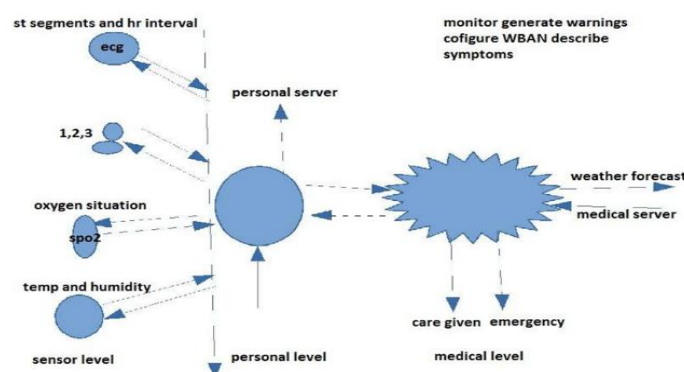 st segments and hr interval
ecg
monitor generate warnings
cofigure WBAN describe
symptoms
personal server
1,2,3
weather forecast
oxygen situation
spo2
medical server
temp and humidity
care given
emergency
sensor level
personal level
medical level